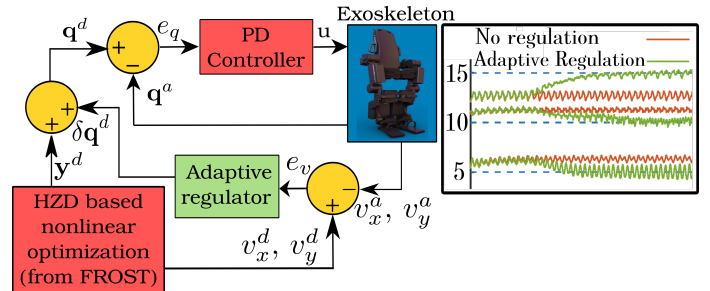 q^d
e_q
PD
Controller
u
Exoskeleton
+
−
q^a
+
+
δq^d
y^d
HZD based
nonlinear
optimization
(from FROST)
Adaptive
regulator
e_v
−
+
v_x^a, v_y^a
v_x^d, v_y^d
No regulation
Adaptive Regulation
15
10
5